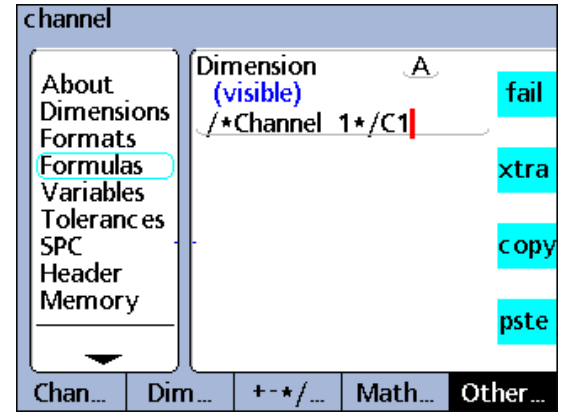 channel
About
Dimensions
Formats
Formulas
Variables
Tolerances
SPC
Header
Memory
Dimension A
(visible)
/*Channel 1*/C1
fail
xtra
copy
pste
Chan... Dim... +-*/... Math... Other...